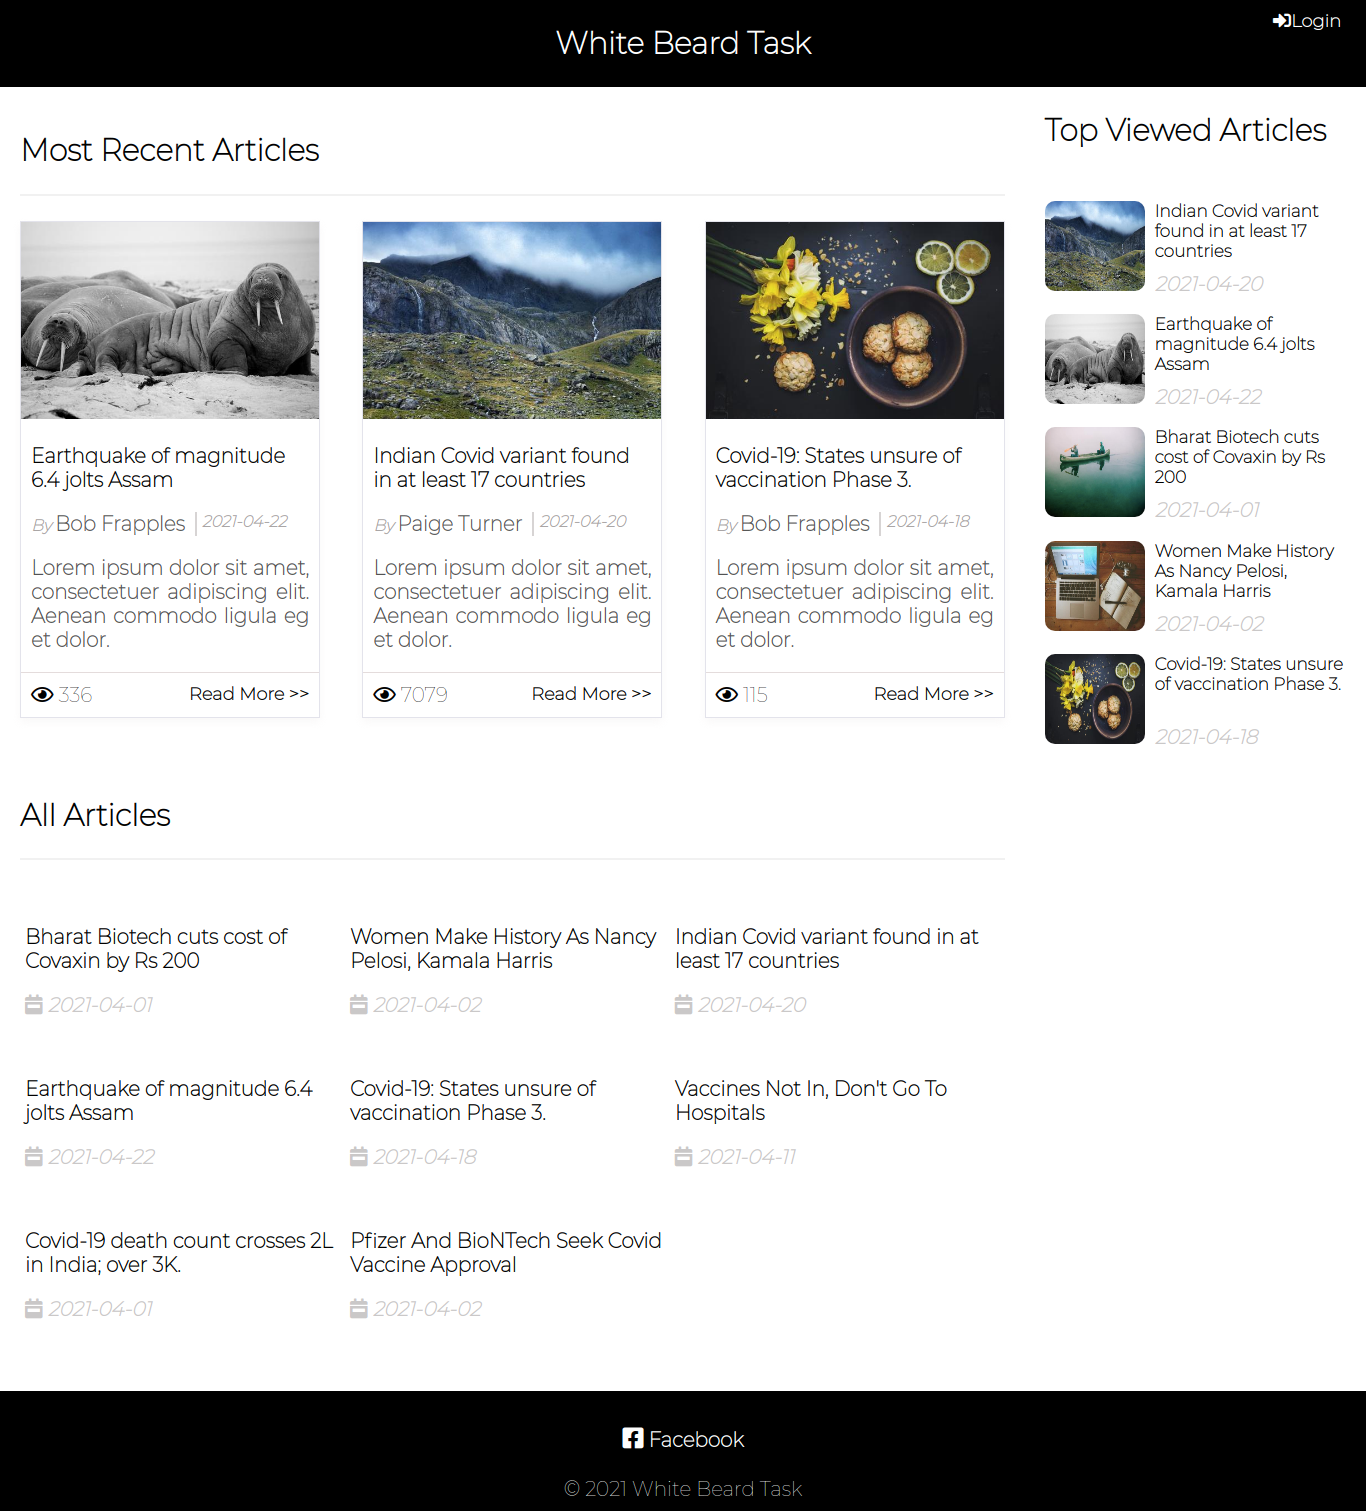 White Beard Task
Login
Most Recent Articles
Earthquake of magnitude
6.4 jolts Assam
By Bob Frapples
2021-04-22
Lorem ipsum dolor sit amet,
consectetuer adipiscing elit.
Aenean commodo ligula eg
et dolor.
336
Read More >>
Indian Covid variant found
in at least 17 countries
By Paige Turner
2021-04-20
Lorem ipsum dolor sit amet,
consectetuer adipiscing elit.
Aenean commodo ligula eg
et dolor.
7079
Read More >>
Covid-19: States unsure of
vaccination Phase 3.
By Bob Frapples
2021-04-18
Lorem ipsum dolor sit amet,
consectetuer adipiscing elit.
Aenean commodo ligula eg
et dolor.
115
Read More >>
Top Viewed Articles
Indian Covid variant
found in at least 17
countries
2021-04-20
Earthquake of
magnitude 6.4 jolts
Assam
2021-04-22
Bharat Biotech cuts
cost of Covaxin by Rs
200
2021-04-01
Women Make History
As Nancy Pelosi,
Kamala Harris
2021-04-02
Covid-19: States unsure
of vaccination Phase 3.
2021-04-18
All Articles
Bharat Biotech cuts cost of
Covaxin by Rs 200
2021-04-01
Women Make History As Nancy
Pelosi, Kamala Harris
2021-04-02
Indian Covid variant found in at
least 17 countries
2021-04-20
Earthquake of magnitude 6.4
jolts Assam
2021-04-22
Covid-19: States unsure of
vaccination Phase 3.
2021-04-18
Vaccines Not In, Don't Go To
Hospitals
2021-04-11
Covid-19 death count crosses 2L
in India; over 3K.
2021-04-01
Pfizer And BioNTech Seek Covid
Vaccine Approval
2021-04-02
Facebook
© 2021 White Beard Task